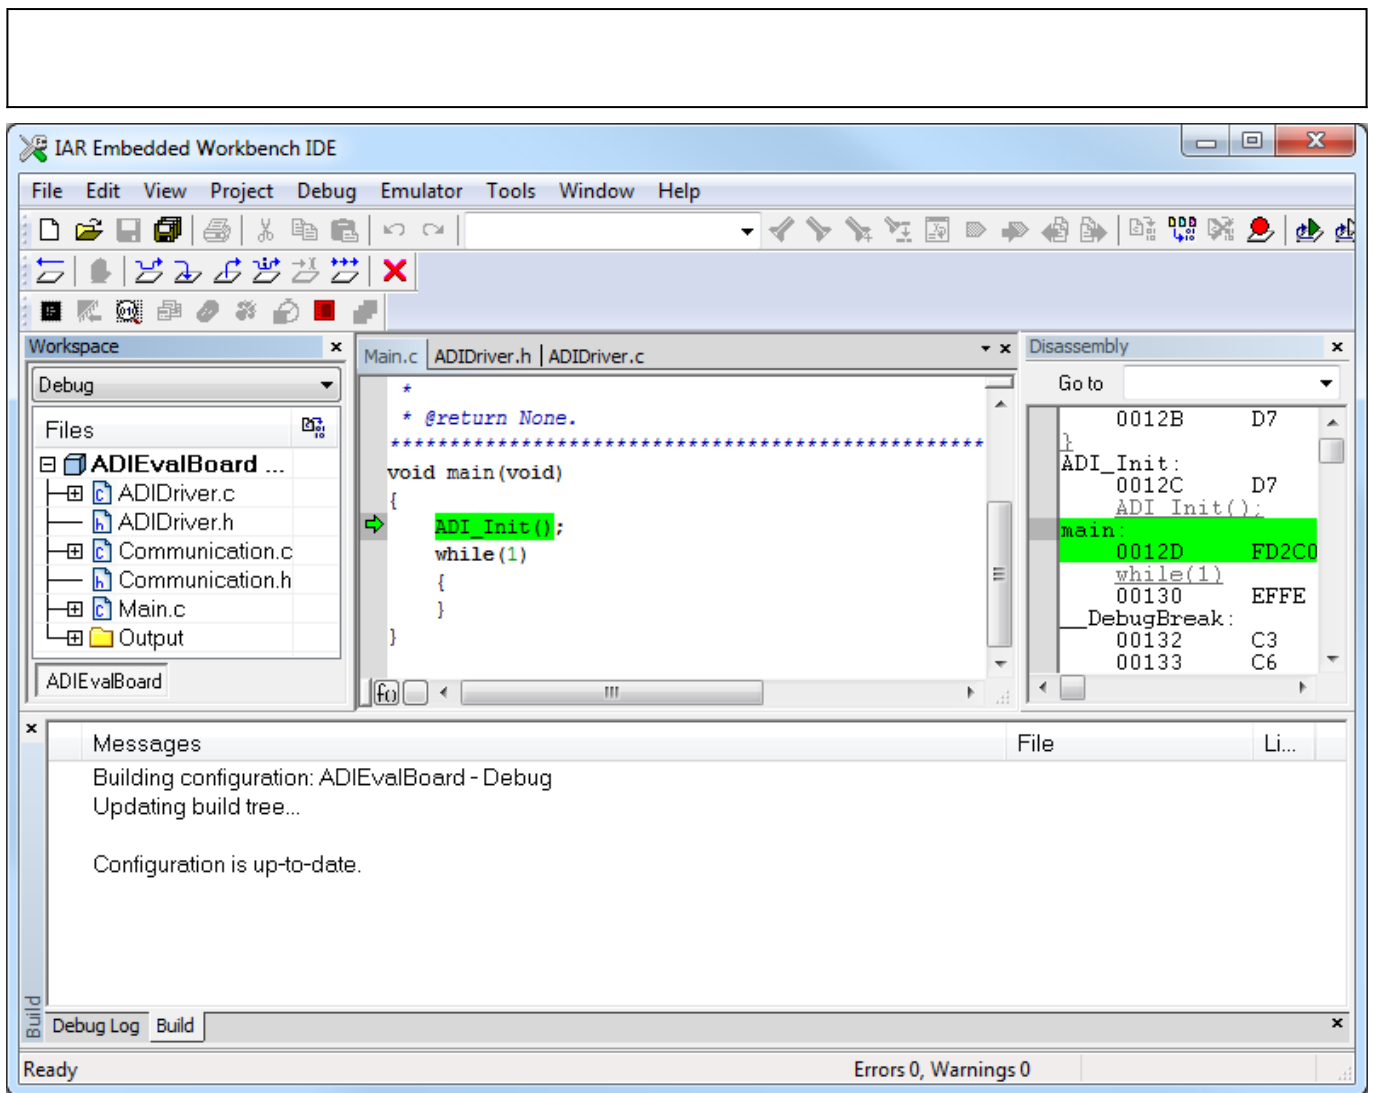 IAR Embedded Workbench IDE
File Edit View Project Debug Emulator Tools Window Help
Workspace
Debug
Files
ADIEvalBoard ...
ADIDriver.c
ADIDriver.h
Communication.c
Communication.h
Main.c
Output
ADIEvalBoard
Main.c ADIDriver.h ADIDriver.c
*
* @return None.
**************************************************
void main(void)
{
ADI_Init();
while(1)
{
}
}
Disassembly
Go to
0012B D7
}
ADI_Init:
0012C D7
ADI_Init();
main:
0012D FD2C0
while(1)
00130 EFFE
__DebugBreak:
00132 C3
00133 C6
Messages File Li...
Building configuration: ADIEvalBoard - Debug
Updating build tree...
Configuration is up-to-date.
Build
Debug Log Build
Ready Errors 0, Warnings 0